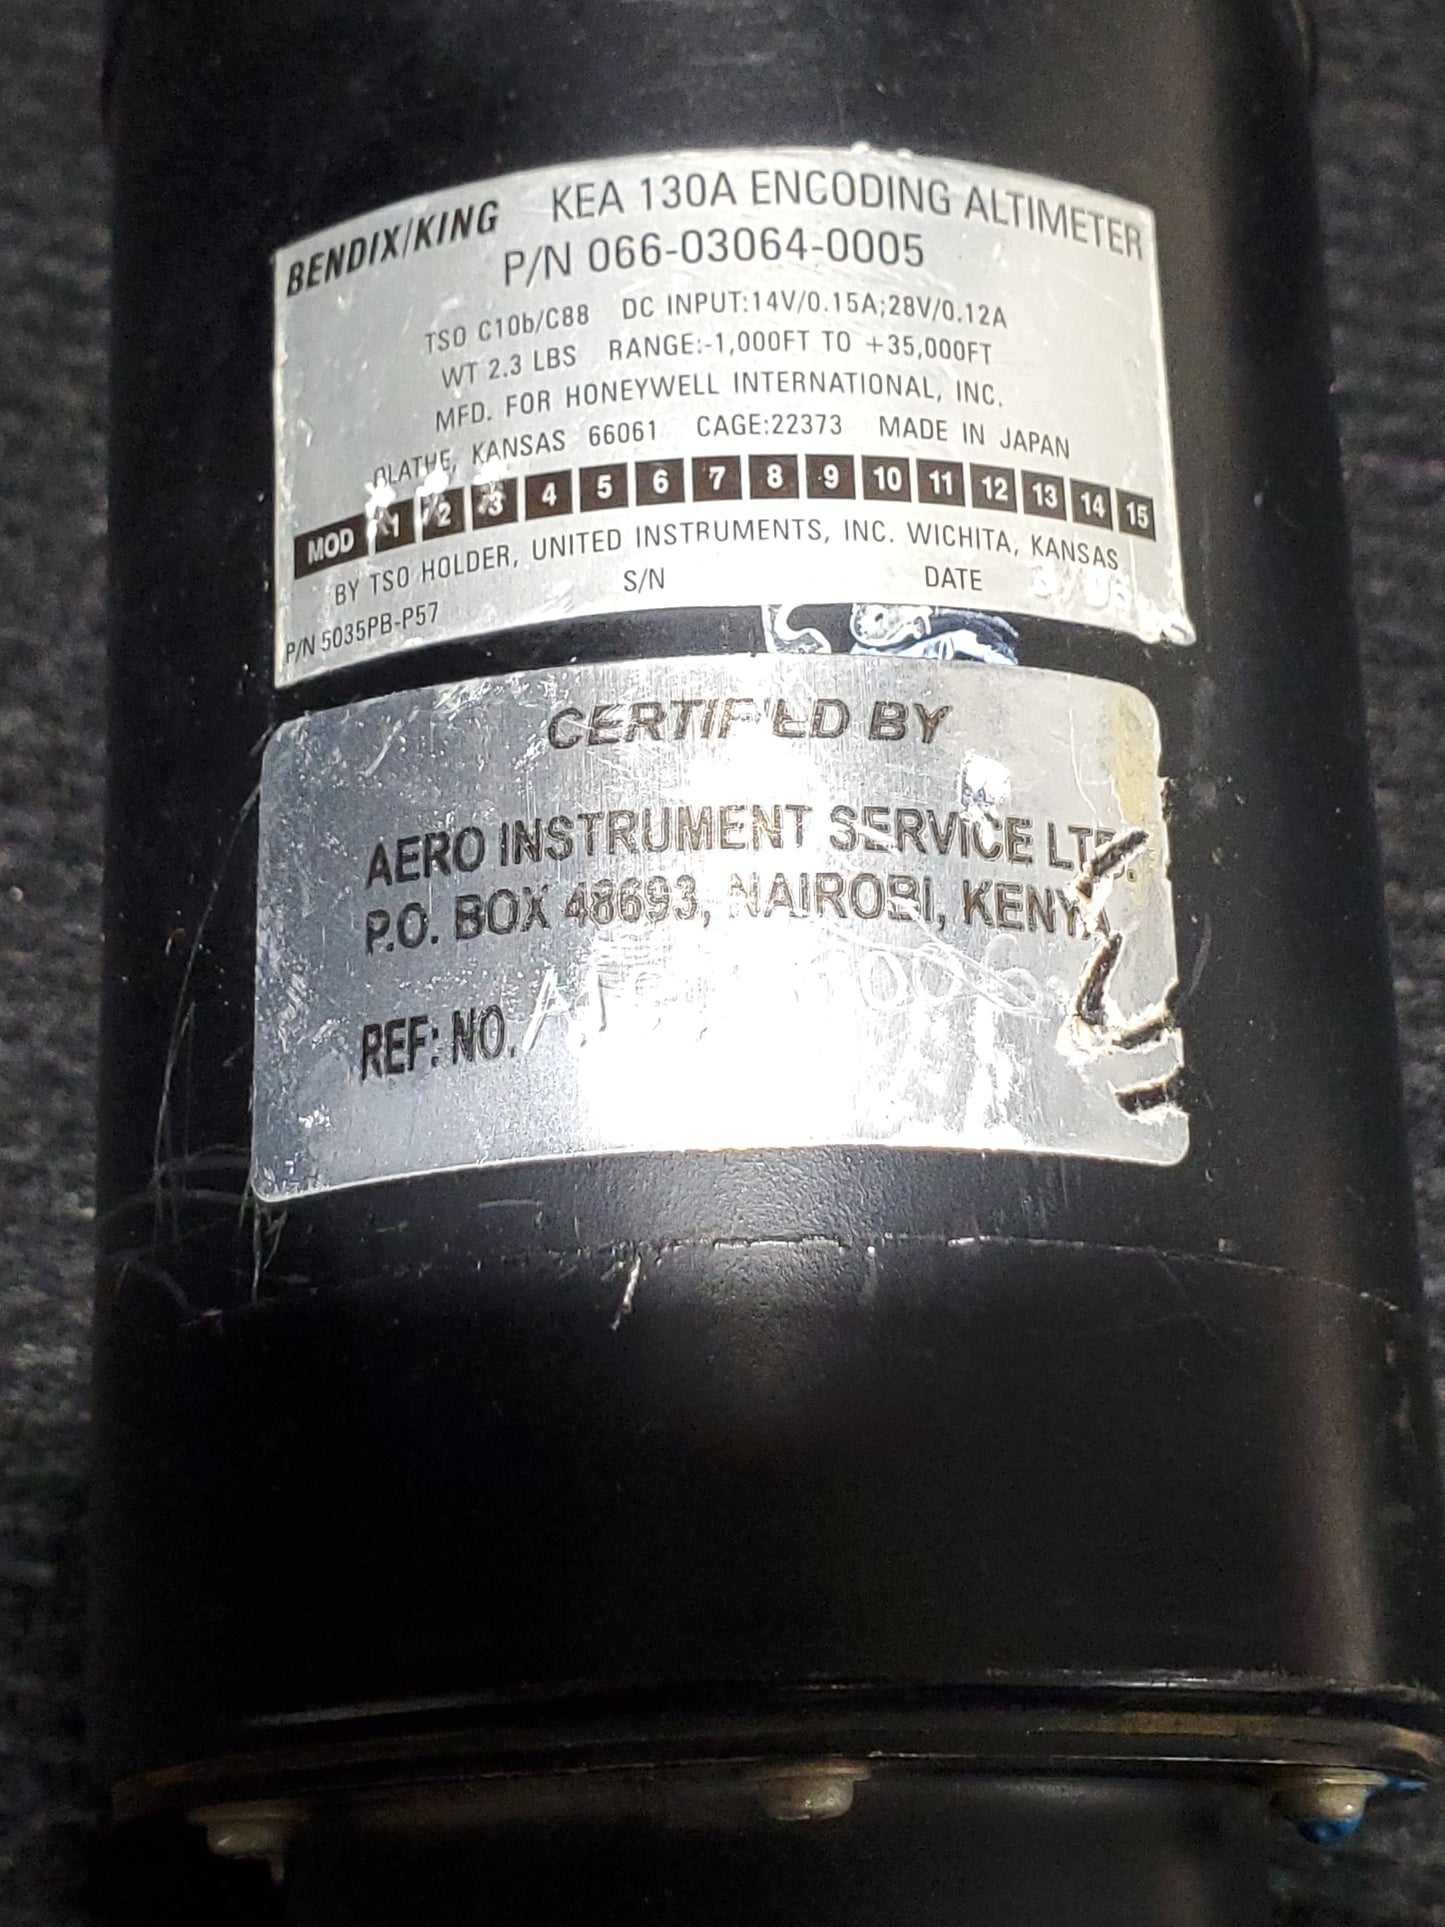 BENDIX/KING KEA 130A ENCODING ALTIMETER
P/N 066-03064-0005
TSO C10b/C88 DC INPUT:14V/0.15A;28V/0.12A
WT 2.3 LBS RANGE:-1,000FT TO +35,000FT
MFD. FOR HONEYWELL INTERNATIONAL, INC.
OLATHE, KANSAS 66061 CAGE:22373 MADE IN JAPAN
MOD 1 2 3 4 5 6 7 8 9 10 11 12 13 14 15
BY TSO HOLDER, UNITED INSTRUMENTS, INC. WICHITA, KANSAS
P/N 5035PB-P57 S/N DATE
CERTIFIED BY
AERO INSTRUMENT SERVICE LTD.
P.O. BOX 48693, NAIROBI, KENYA
REF: NO.